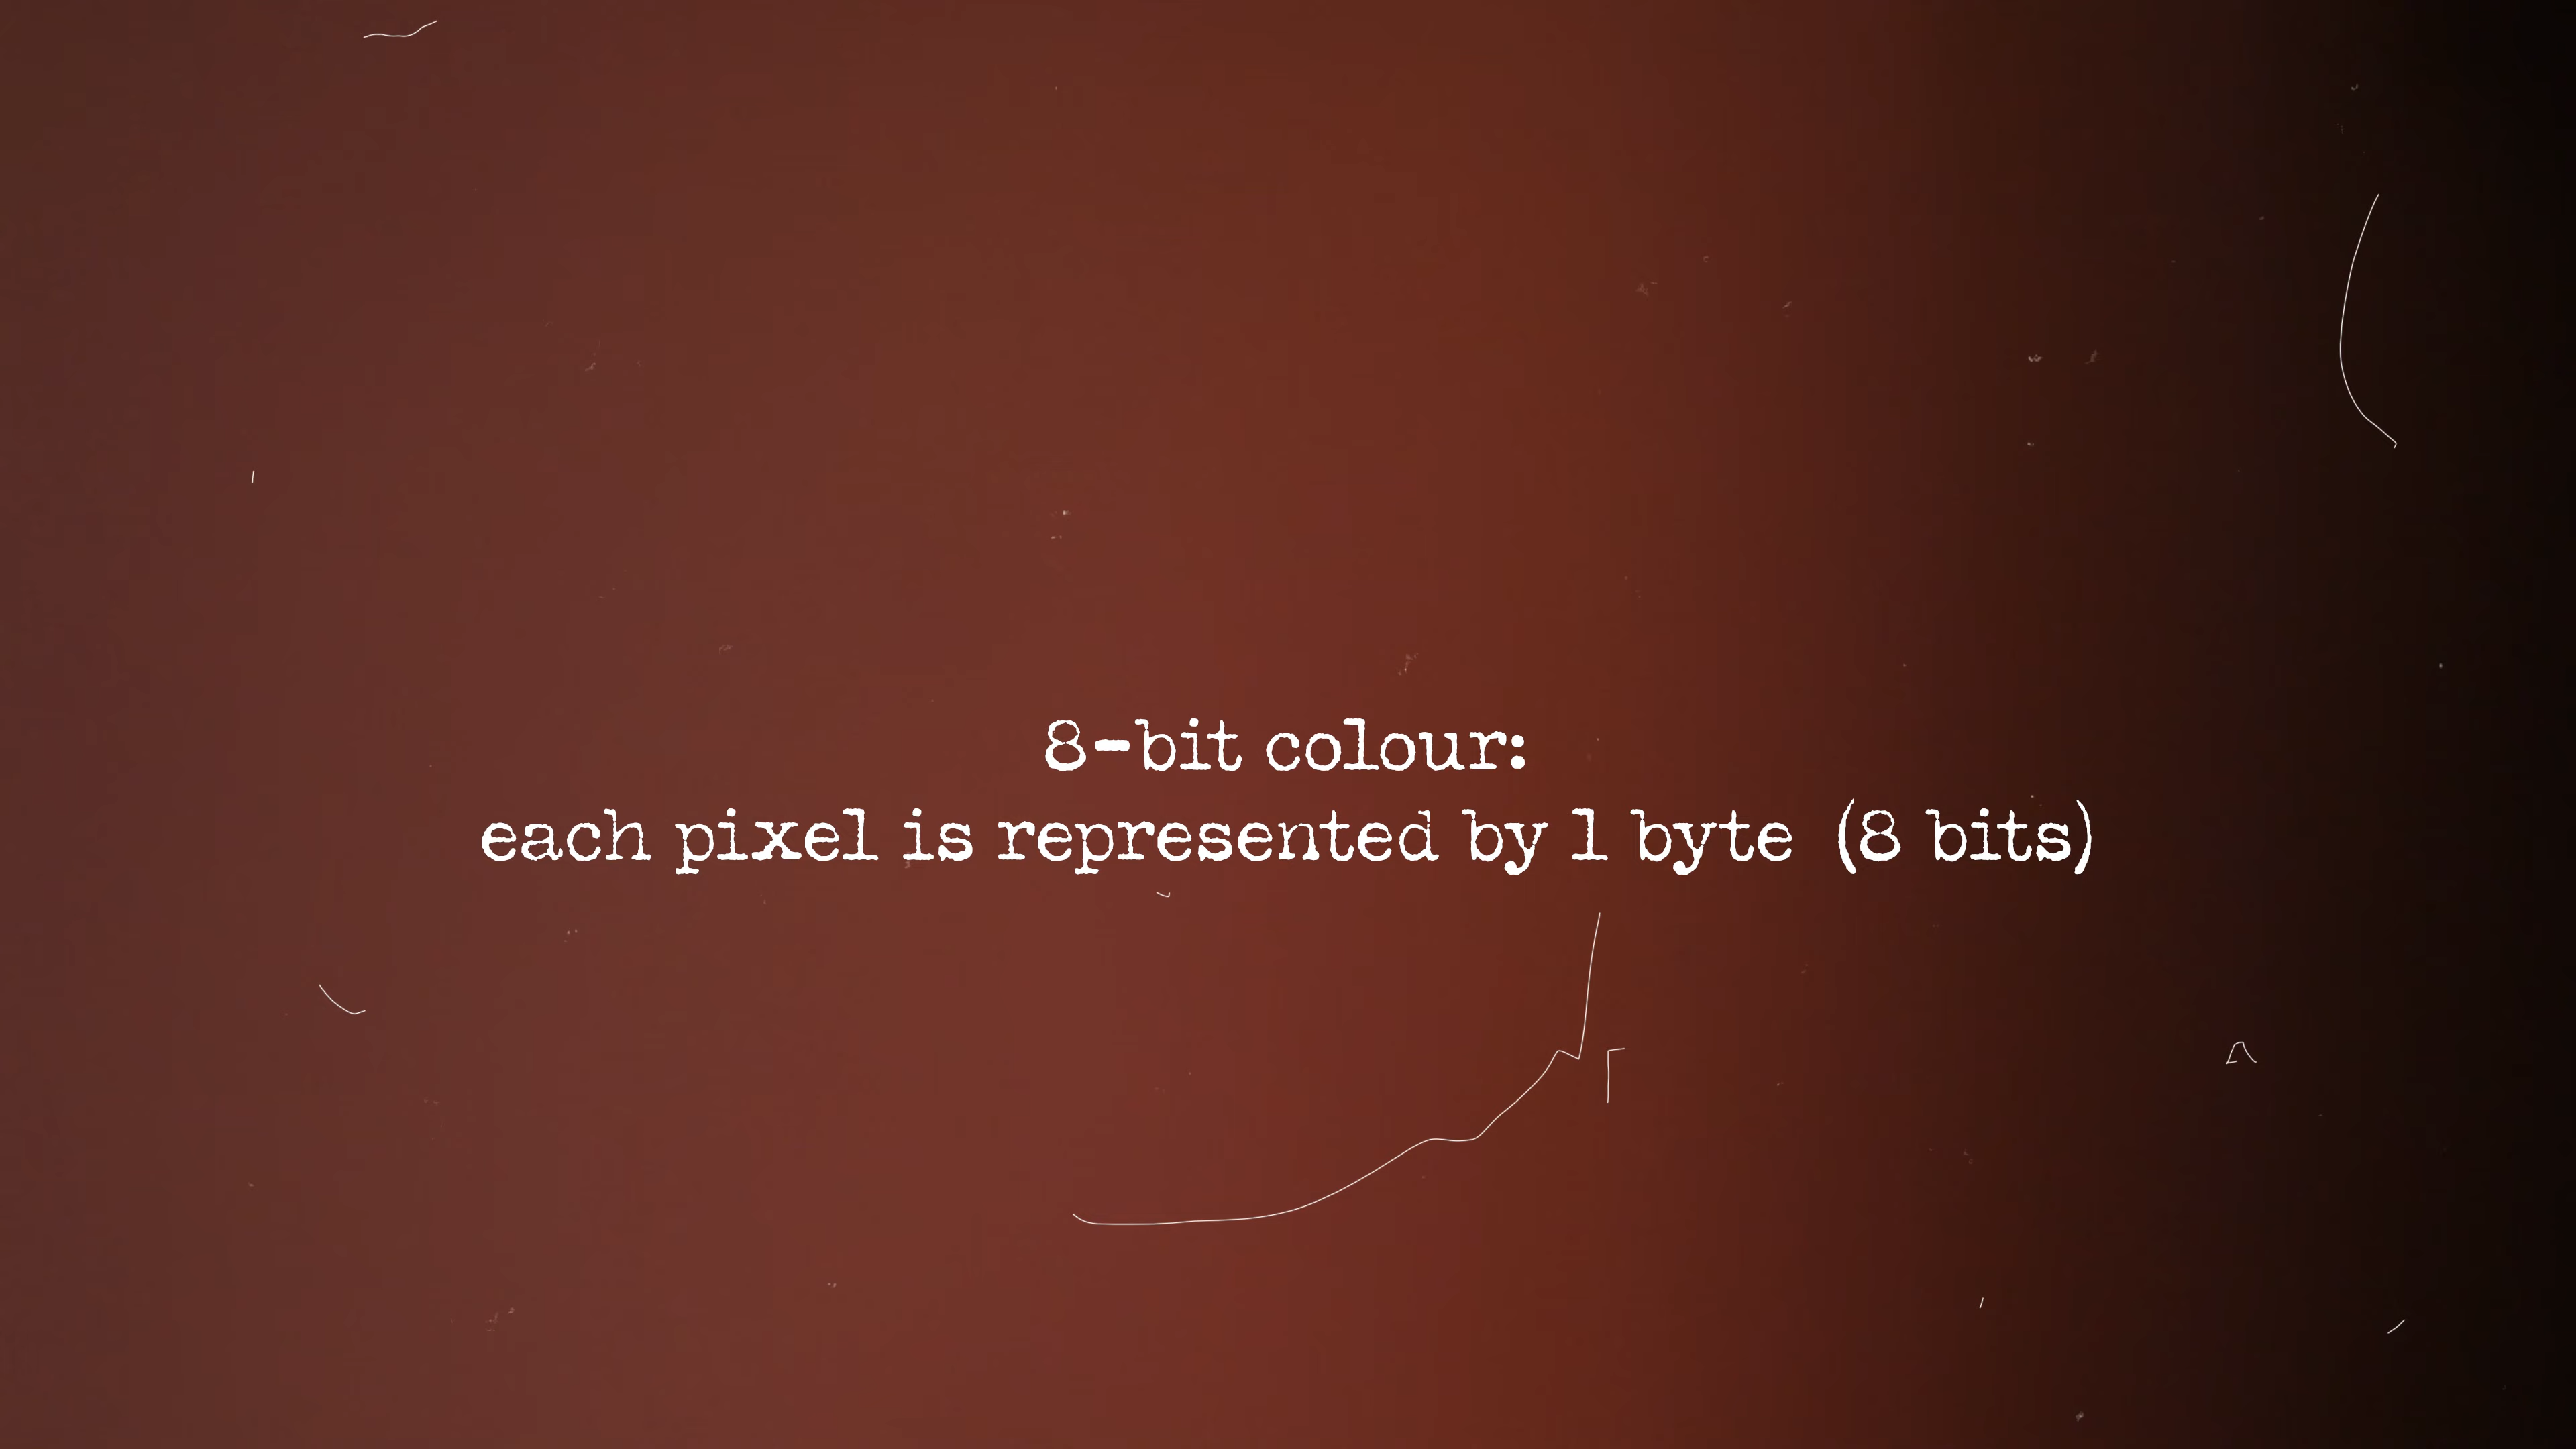 8-bit colour:
each pixel is represented by 1 byte (8 bits)